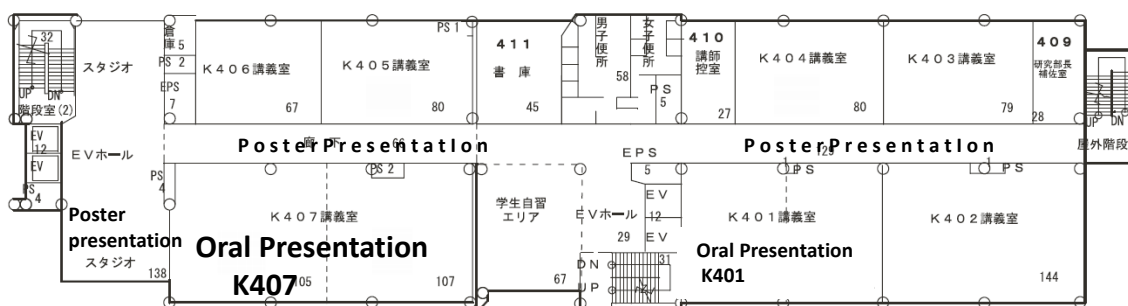 32
スタジオ
倉庫 5
PS 2
EPS
7
UP DN
階段室(2)
EV
12
EV
PS
4
EVホール
PS
4
Poster
presentation
スタジオ
138
K406講義室
67
K405講義室
80
PS 1
411
書 庫
45
男子便所
58
女子便所
PS
5
410
講師
控室
27
K404講義室
80
K403講義室
79
409
研究部長
補佐室
28
UP DN
屋外階段
廊 下
PosterPresentation
PosterPresentation
129
PS 2
K407講義室
Oral Presentation
K407
105
107
学生自習
エリア
67
EPS
5
EVホール
29
EV
12
EV
31
DN
UP
1
PS
K401講義室
Oral Presentation
K401
1
PS
K402講義室
144